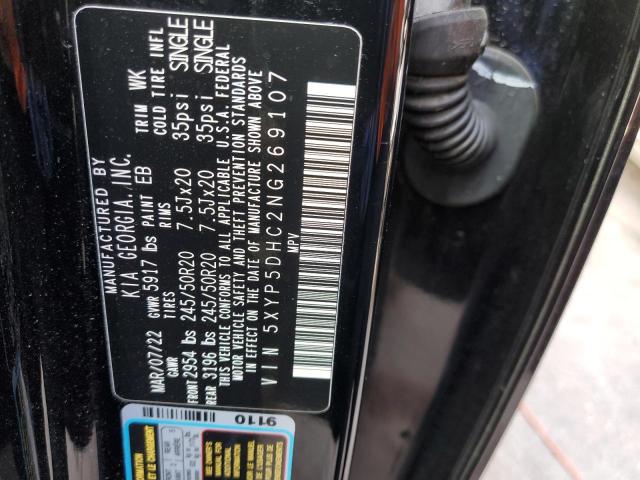 MANUFACTURED BY
KIA GEORGIA, INC.
MAR/07/22 GVWR 5917 lbs PAINT EB TRIM WK
GAWR TIRES RIMS COLD TIRE INFL
FRONT 2954 lbs 245/50R20 7.5Jx20 35psi SINGLE
REAR 3196 lbs 245/50R20 7.5Jx20 35psi SINGLE
THIS VEHICLE CONFORMS TO ALL APPLICABLE U.S.A. FEDERAL
MOTOR VEHICLE SAFETY AND THEFT PREVENTION STANDARDS
IN EFFECT ON THE DATE OF MANUFACTURE SHOWN ABOVE
VIN 5XYP5DHC2NG269107
MPV
9110